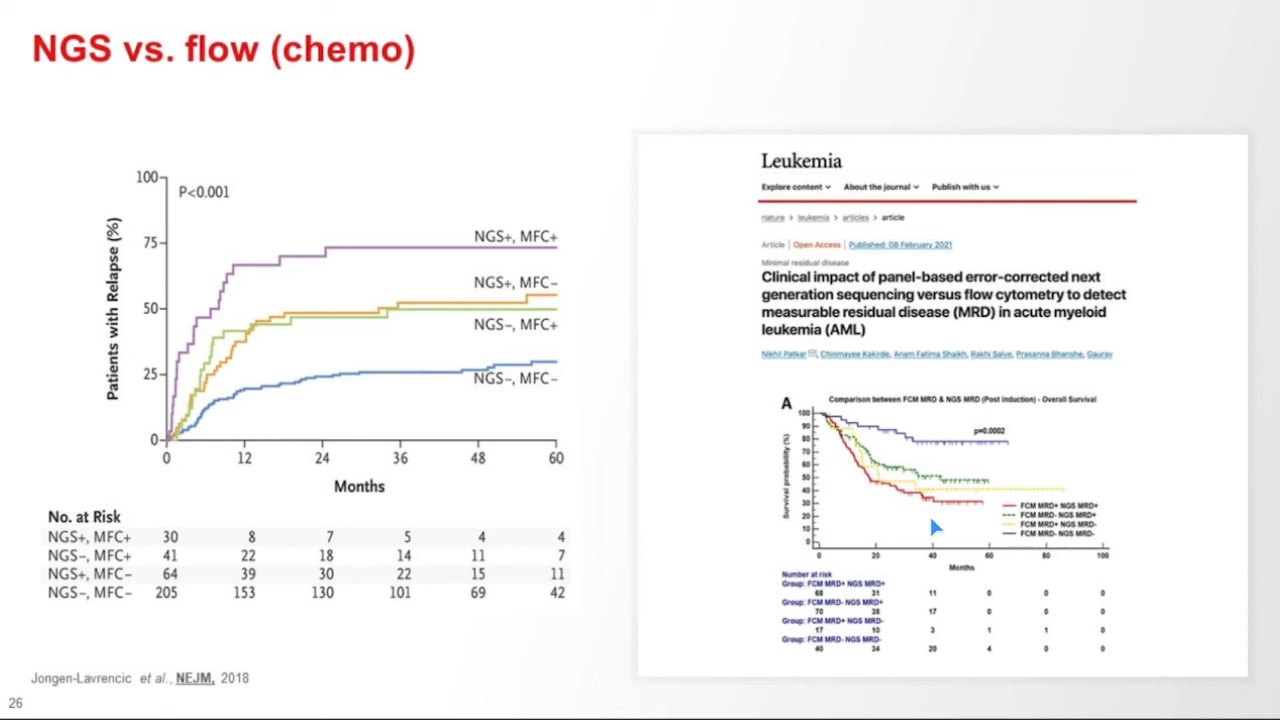 NGS vs. flow (chemo)
100
P<0.001
75
50
25
0
Patients with Relapse (%)
NGS+, MFC+
NGS+, MFC−
NGS−, MFC+
NGS−, MFC−
0 12 24 36 48 60
Months
No. at Risk
NGS+, MFC+ 30 8 7 5 4 4
NGS−, MFC+ 41 22 18 14 11 7
NGS+, MFC− 64 39 30 22 15 11
NGS−, MFC− 205 153 130 101 69 42
Jongen-Lavrencic et al., NEJM, 2018
26
Leukemia
Explore content About the journal Publish with us
nature > leukemia > articles > article
Article | Open Access | Published: 08 February 2021
Minimal residual disease
Clinical impact of panel-based error-corrected next
generation sequencing versus flow cytometry to detect
measurable residual disease (MRD) in acute myeloid
leukemia (AML)
Nikhil Patkar, Chinmayee Kakirde, Anam Fatima Shaikh, Rakhi Salve, Prasanna Bhanshe, Gaurav
A
Comparison between FCM MRD & NGS MRD (Post Induction) - Overall Survival
100
90
80
70
60
50
40
30
20
10
0
Survival probability (%)
p=0.0002
FCM MRD+ NGS MRD+
FCM MRD- NGS MRD+
FCM MRD+ NGS MRD-
FCM MRD- NGS MRD-
0 20 40 60 80 100
Months
Number at risk
Group: FCM MRD+ NGS MRD+
68 31 11 0 0 0
Group: FCM MRD- NGS MRD+
70 38 17 0 0 0
Group: FCM MRD+ NGS MRD-
17 10 3 1 1 0
Group: FCM MRD- NGS MRD-
40 34 20 4 0 0